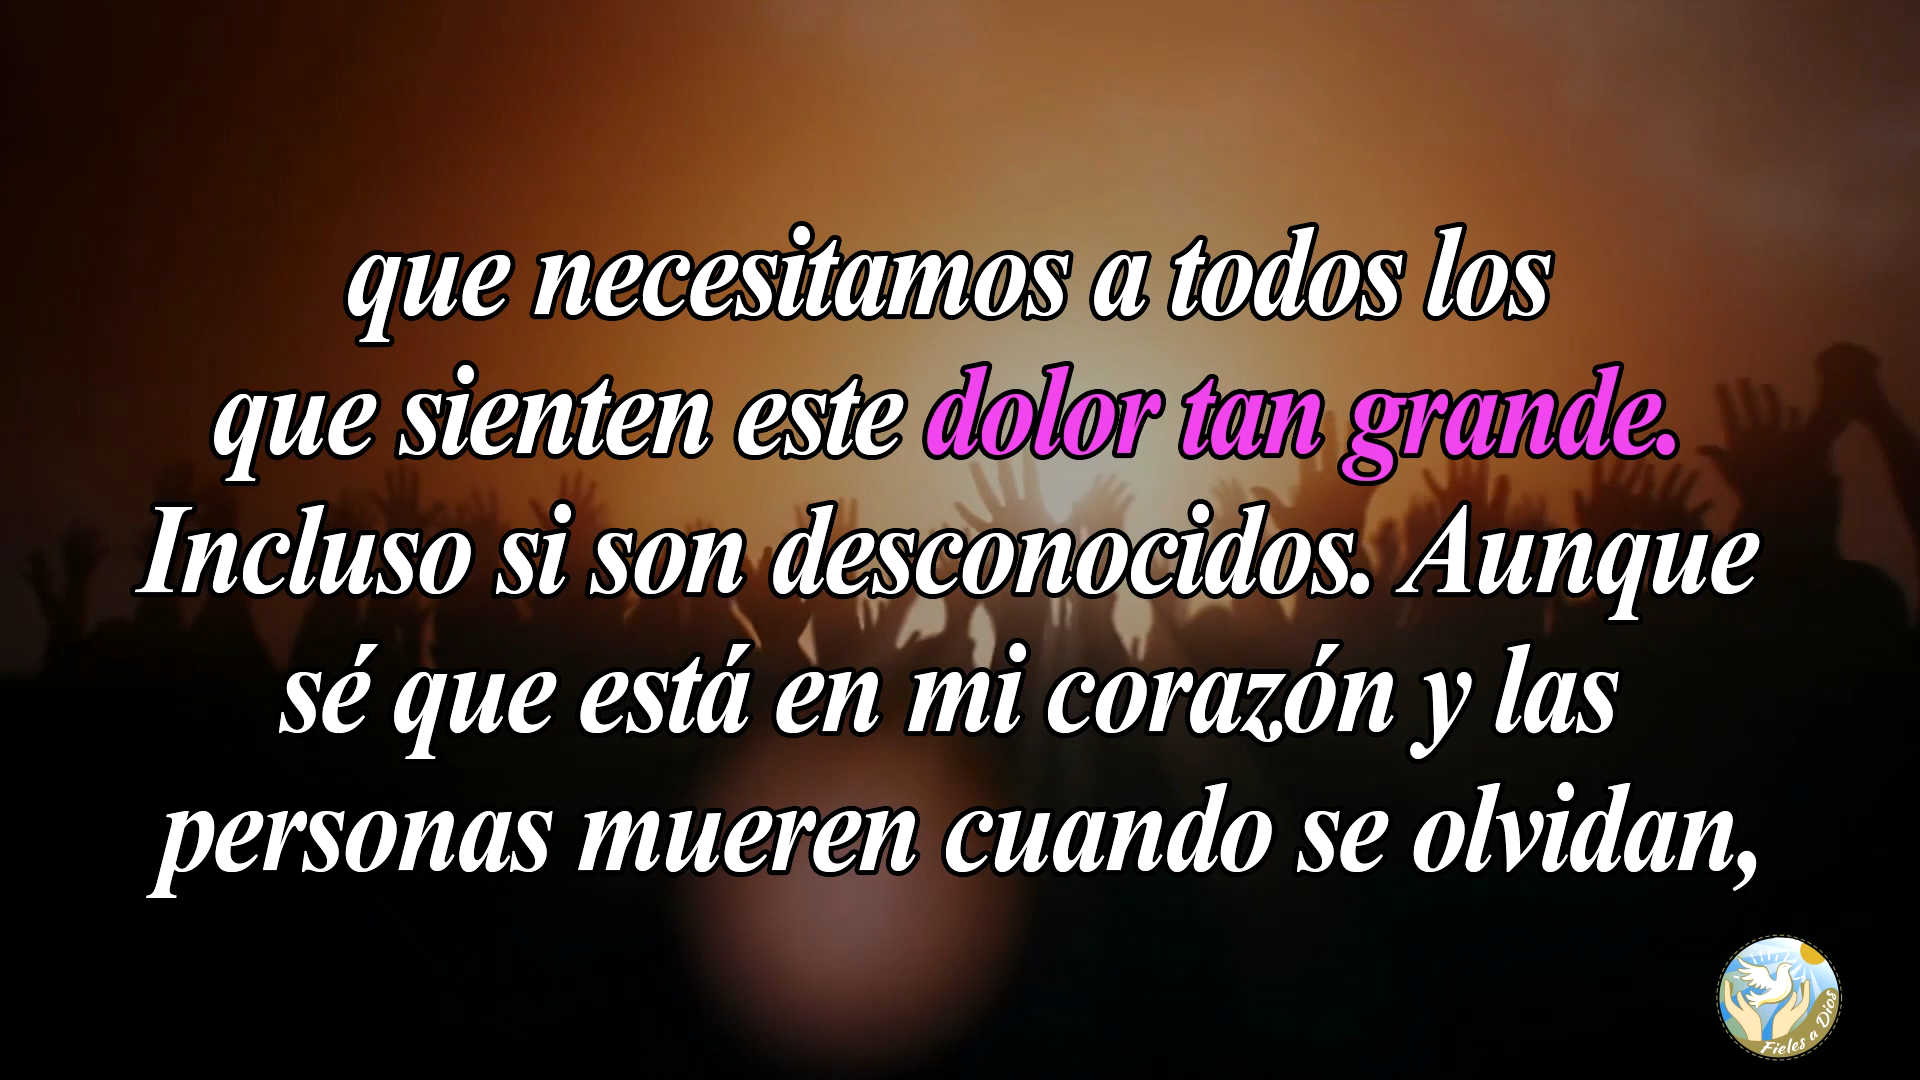 que necesitamos a todos los
que sienten este dolor tan grande.
Incluso si son desconocidos. Aunque
sé que está en mi corazón y las
personas mueren cuando se olvidan,
Fieles a Dios